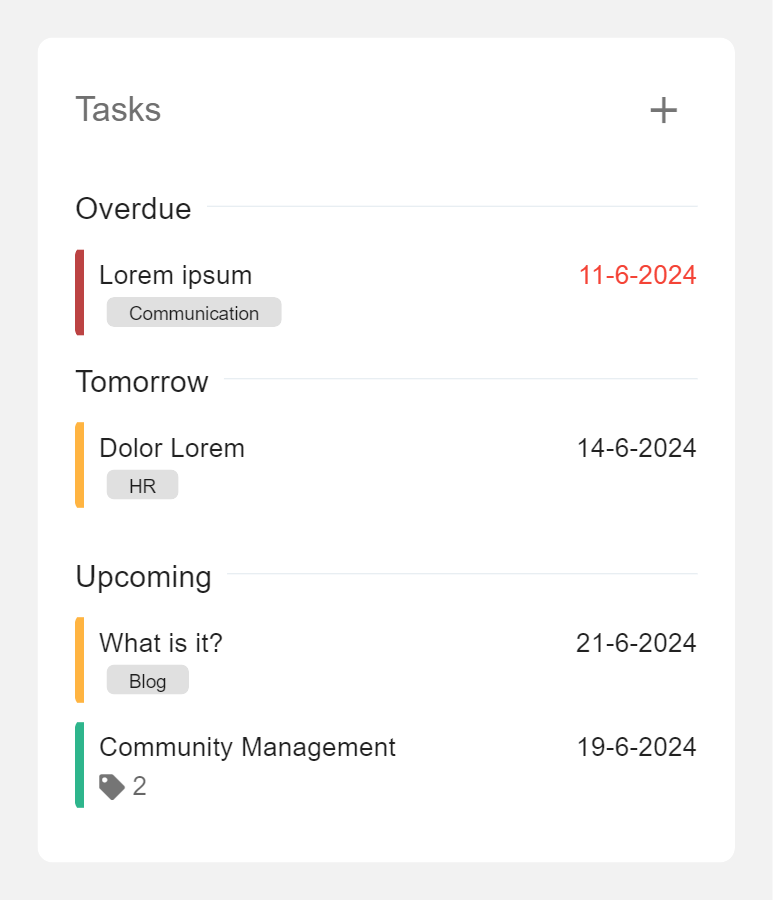 Tasks
Overdue
Lorem ipsum 11-6-2024
Communication
Tomorrow
Dolor Lorem 14-6-2024
HR
Upcoming
What is it? 21-6-2024
Blog
Community Management 19-6-2024
2